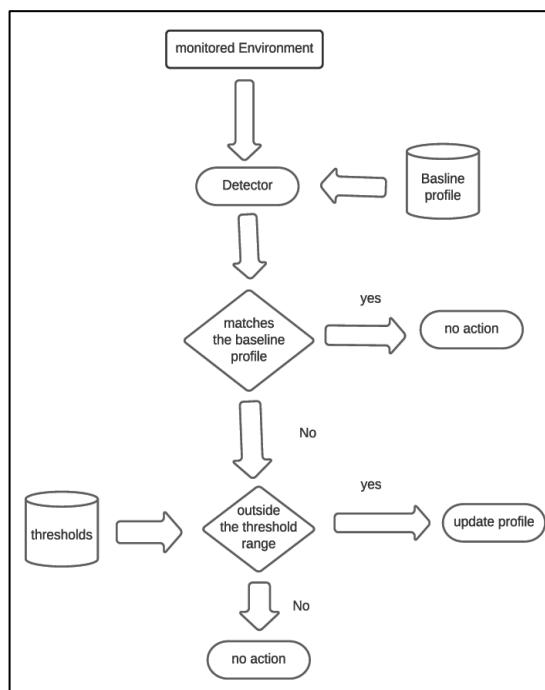 monitored Environment
Detector
Basline
profile
matches
the baseline
profile
yes
no action
No
thresholds
outside
the threshold
range
yes
update profile
No
no action